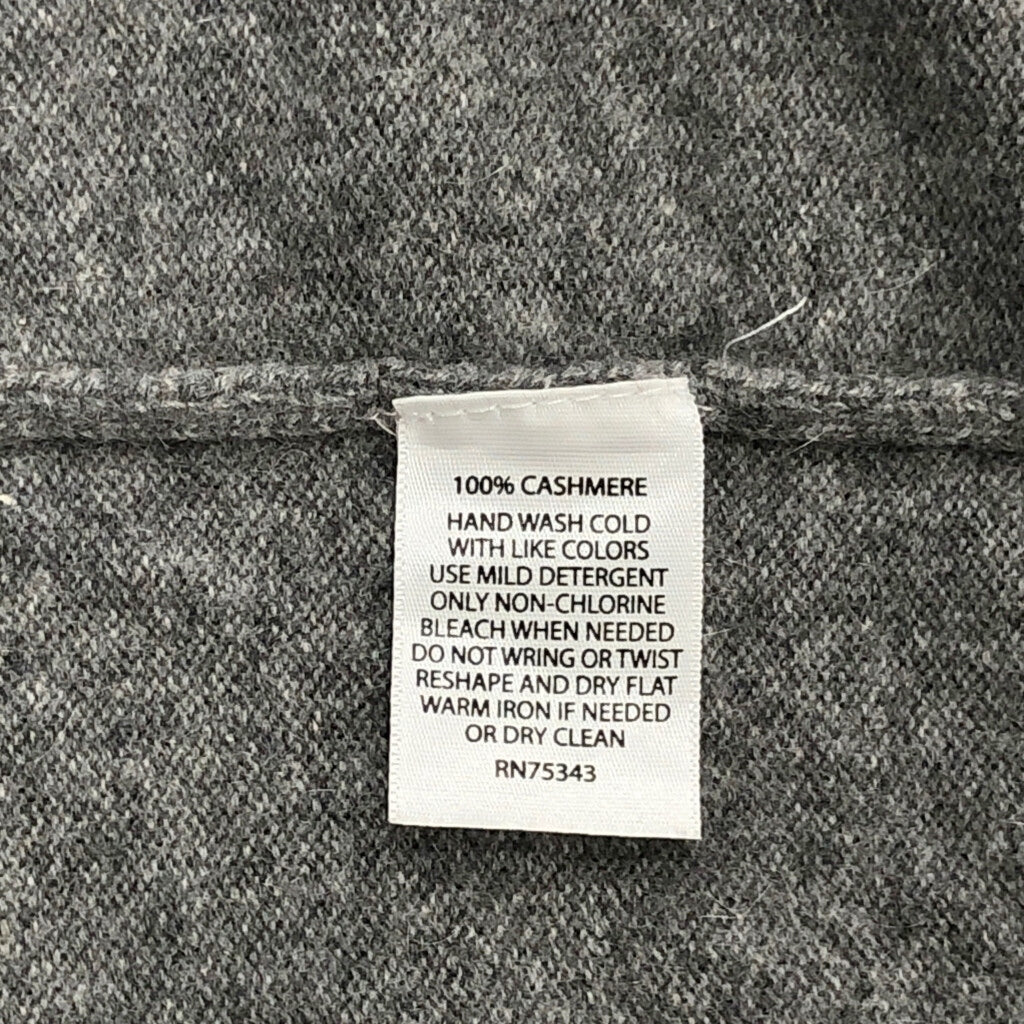 100% CASHMERE
HAND WASH COLD
WITH LIKE COLORS
USE MILD DETERGENT
ONLY NON-CHLORINE
BLEACH WHEN NEEDED
DO NOT WRING OR TWIST
RESHAPE AND DRY FLAT
WARM IRON IF NEEDED
OR DRY CLEAN
RN75343